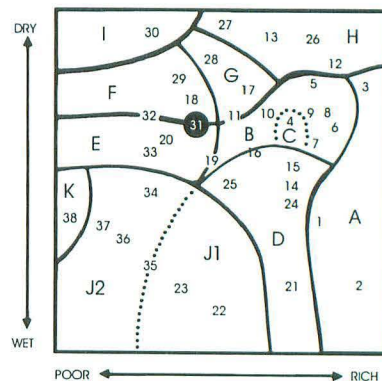 DRY
I 30 27 13 26 H
28 12
29 G 5 3
F 18 17
32 31 11 10 4 9 8
E 20 B C 6
33 19 16 7
K 34 25 15
38 37 14
36 24 1 A
35 J1 D
J2 23 21 2
22
WET
POOR RICH